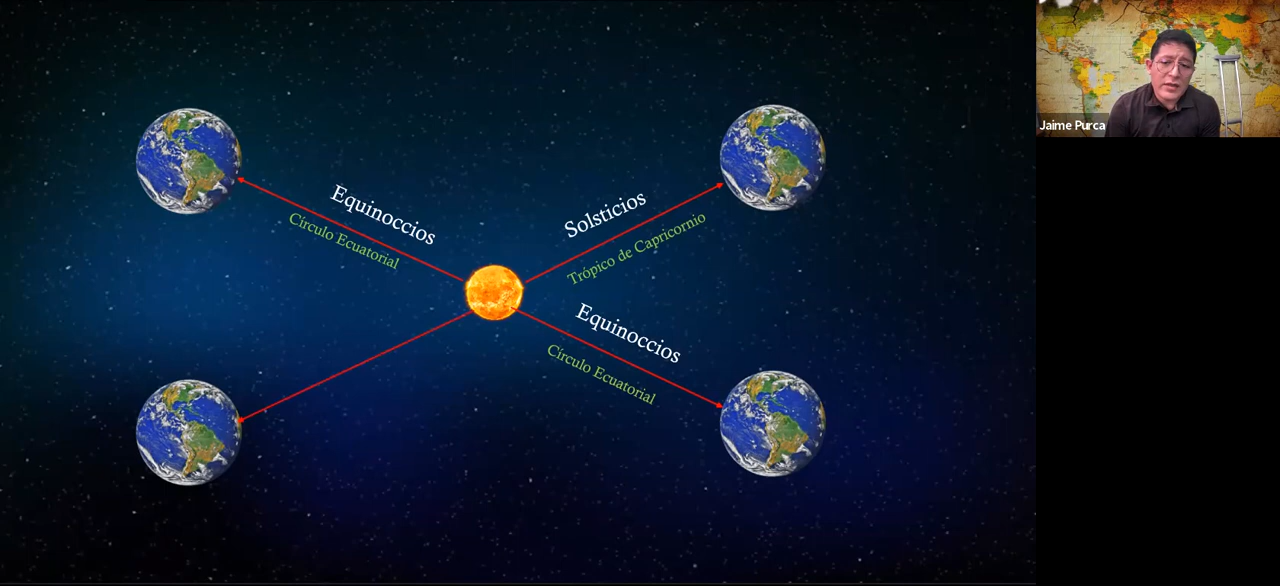 Equinoccios
Círculo Ecuatorial
Solsticios
Trópico de Capricornio
Equinoccios
Círculo Ecuatorial
Jaime Purca